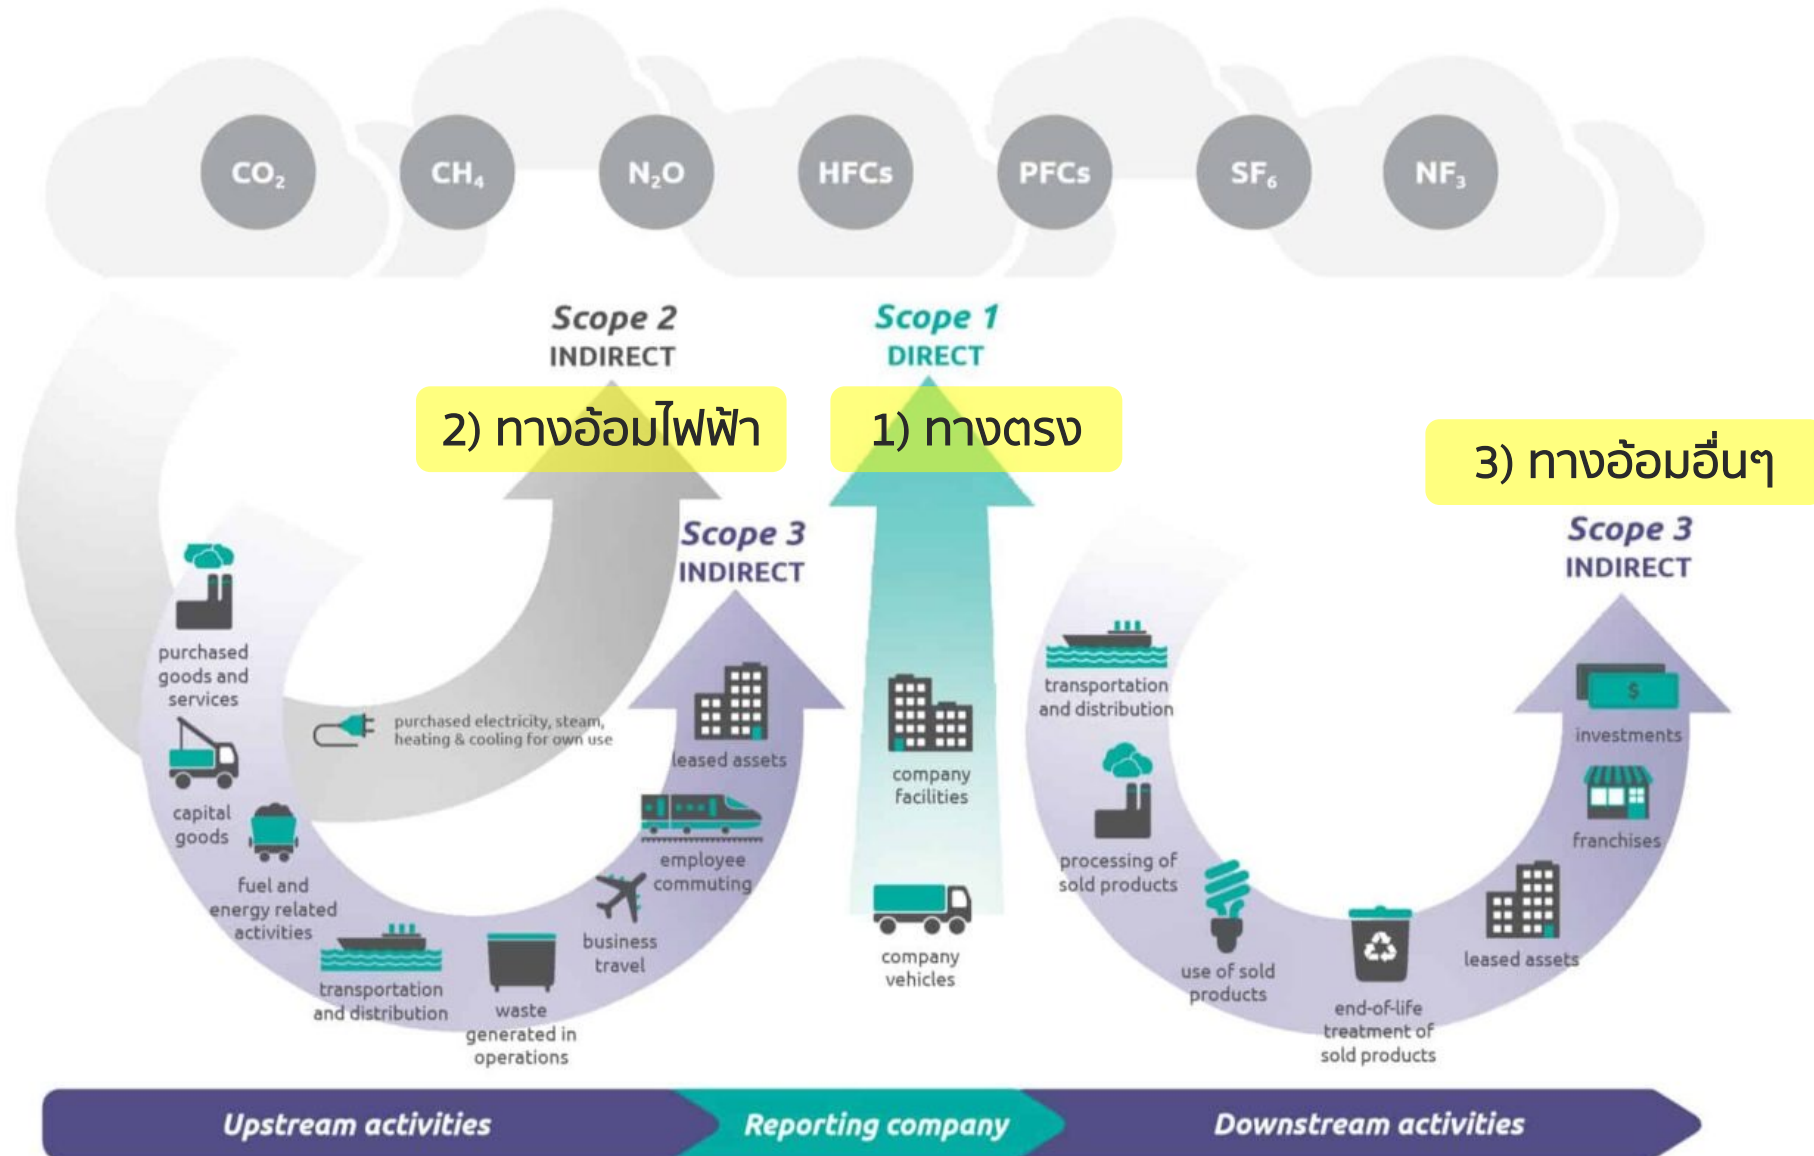 CO₂
CH₄
N₂O
HFCs
PFCs
SF₆
NF₃
Scope 2
INDIRECT
2) ทางอ้อมไฟฟ้า
Scope 1
DIRECT
1) ทางตรง
3) ทางอ้อมอื่นๆ
Scope 3
INDIRECT
Scope 3
INDIRECT
purchased
goods and
services
capital
goods
fuel and
energy related
activities
transportation
and distribution
waste
generated in
operations
business
travel
employee
commuting
leased assets
purchased electricity, steam,
heating & cooling for own use
company
facilities
company
vehicles
transportation
and distribution
processing of
sold products
use of sold
products
end-of-life
treatment of
sold products
leased assets
franchises
$
investments
Upstream activities
Reporting company
Downstream activities